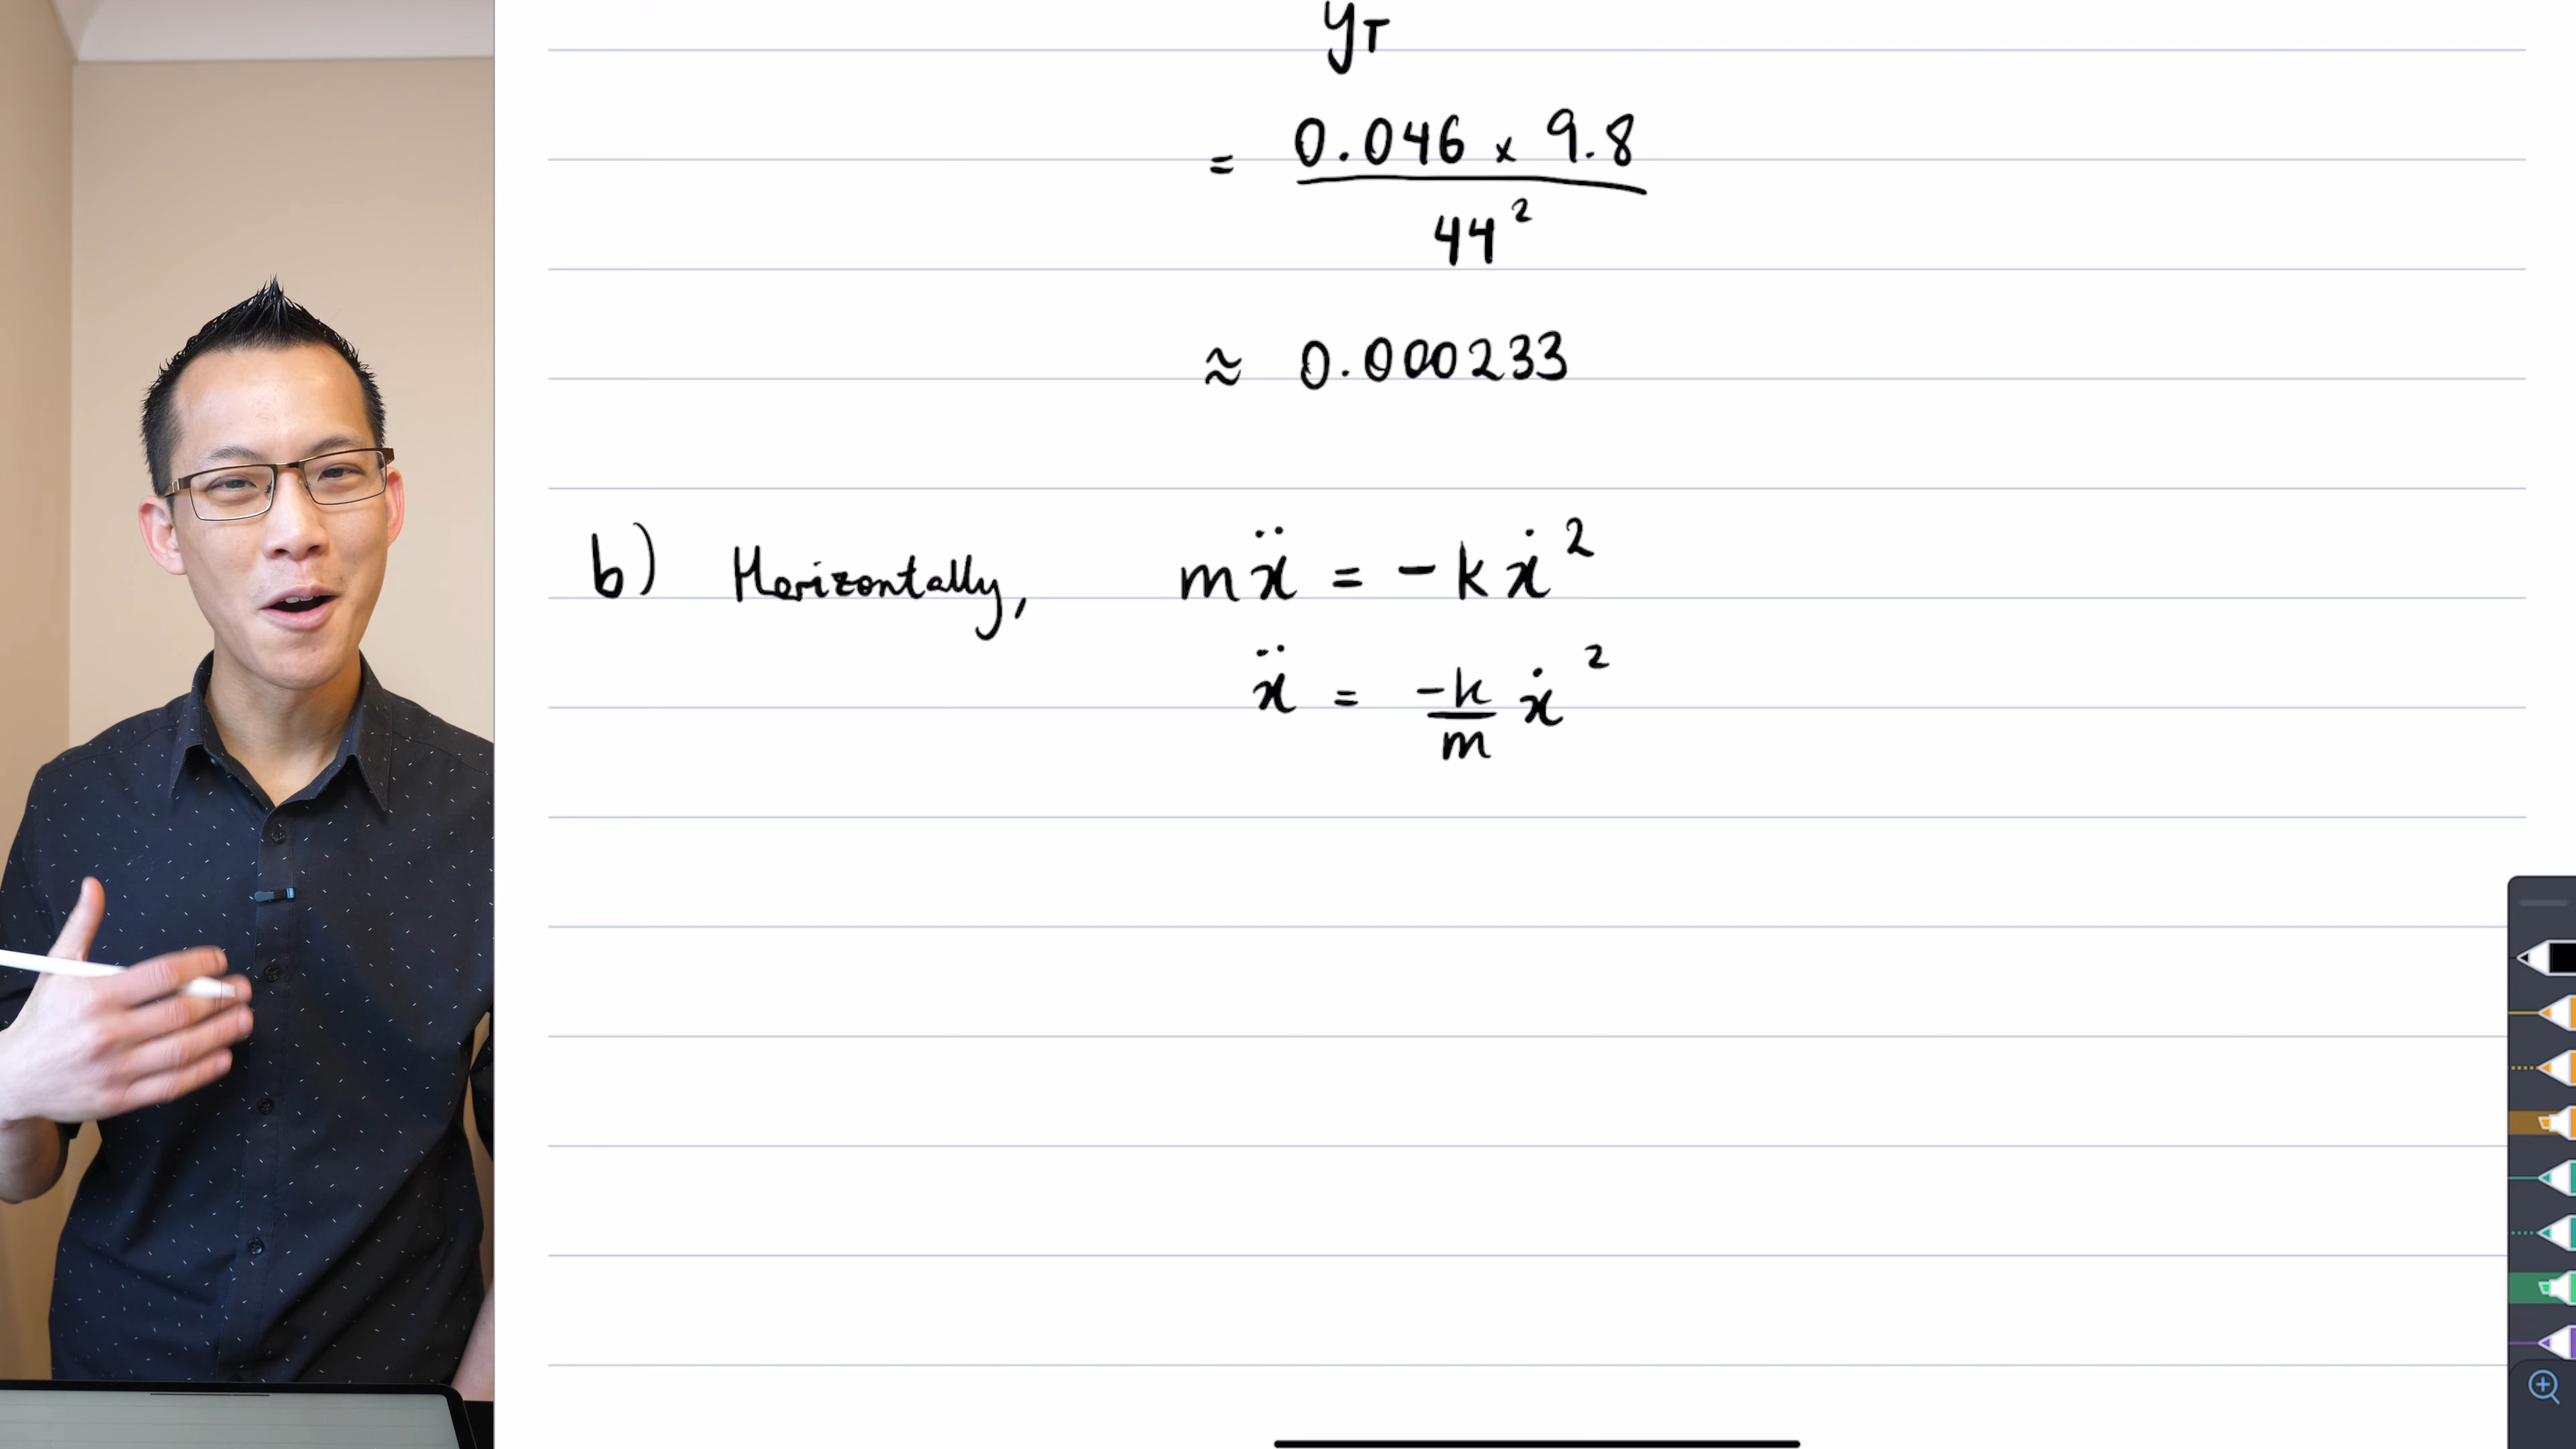 y_T
= 0.046 × 9.8 / 44²
≈ 0.000233
b) Horizontally, mẍ = -kẋ²
ẍ = -k/m ẋ²